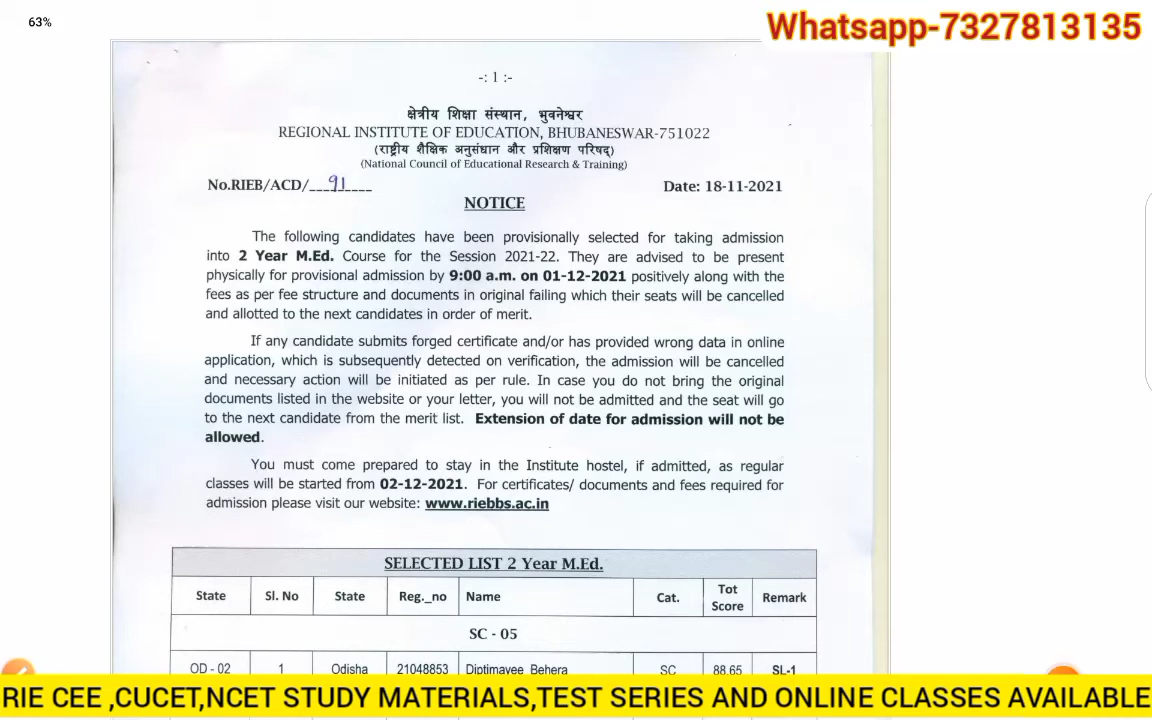 63%
Whatsapp-7327813135
-: 1 :-
क्षेत्रीय शिक्षा संस्थान, भुवनेश्वर
REGIONAL INSTITUTE OF EDUCATION, BHUBANESWAR-751022
(राष्ट्रीय शैक्षिक अनुसंधान और प्रशिक्षण परिषद्)
(National Council of Educational Research & Training)
No.RIEB/ACD/___91____ Date: 18-11-2021
NOTICE
The following candidates have been provisionally selected for taking admission
into 2 Year M.Ed. Course for the Session 2021-22. They are advised to be present
physically for provisional admission by 9:00 a.m. on 01-12-2021 positively along with the
fees as per fee structure and documents in original failing which their seats will be cancelled
and allotted to the next candidates in order of merit.
If any candidate submits forged certificate and/or has provided wrong data in online
application, which is subsequently detected on verification, the admission will be cancelled
and necessary action will be initiated as per rule. In case you do not bring the original
documents listed in the website or your letter, you will not be admitted and the seat will go
to the next candidate from the merit list. Extension of date for admission will not be
allowed.
You must come prepared to stay in the Institute hostel, if admitted, as regular
classes will be started from 02-12-2021. For certificates/ documents and fees required for
admission please visit our website: www.riebbs.ac.in
SELECTED LIST 2 Year M.Ed.
State Sl. No State Reg._no Name Cat. Tot Score Remark
SC - 05
OD - 02 1 Odisha 21048853 Diptimayee Behera SC 88.65 SL-1
RIE CEE ,CUCET,NCET STUDY MATERIALS,TEST SERIES AND ONLINE CLASSES AVAILABLE